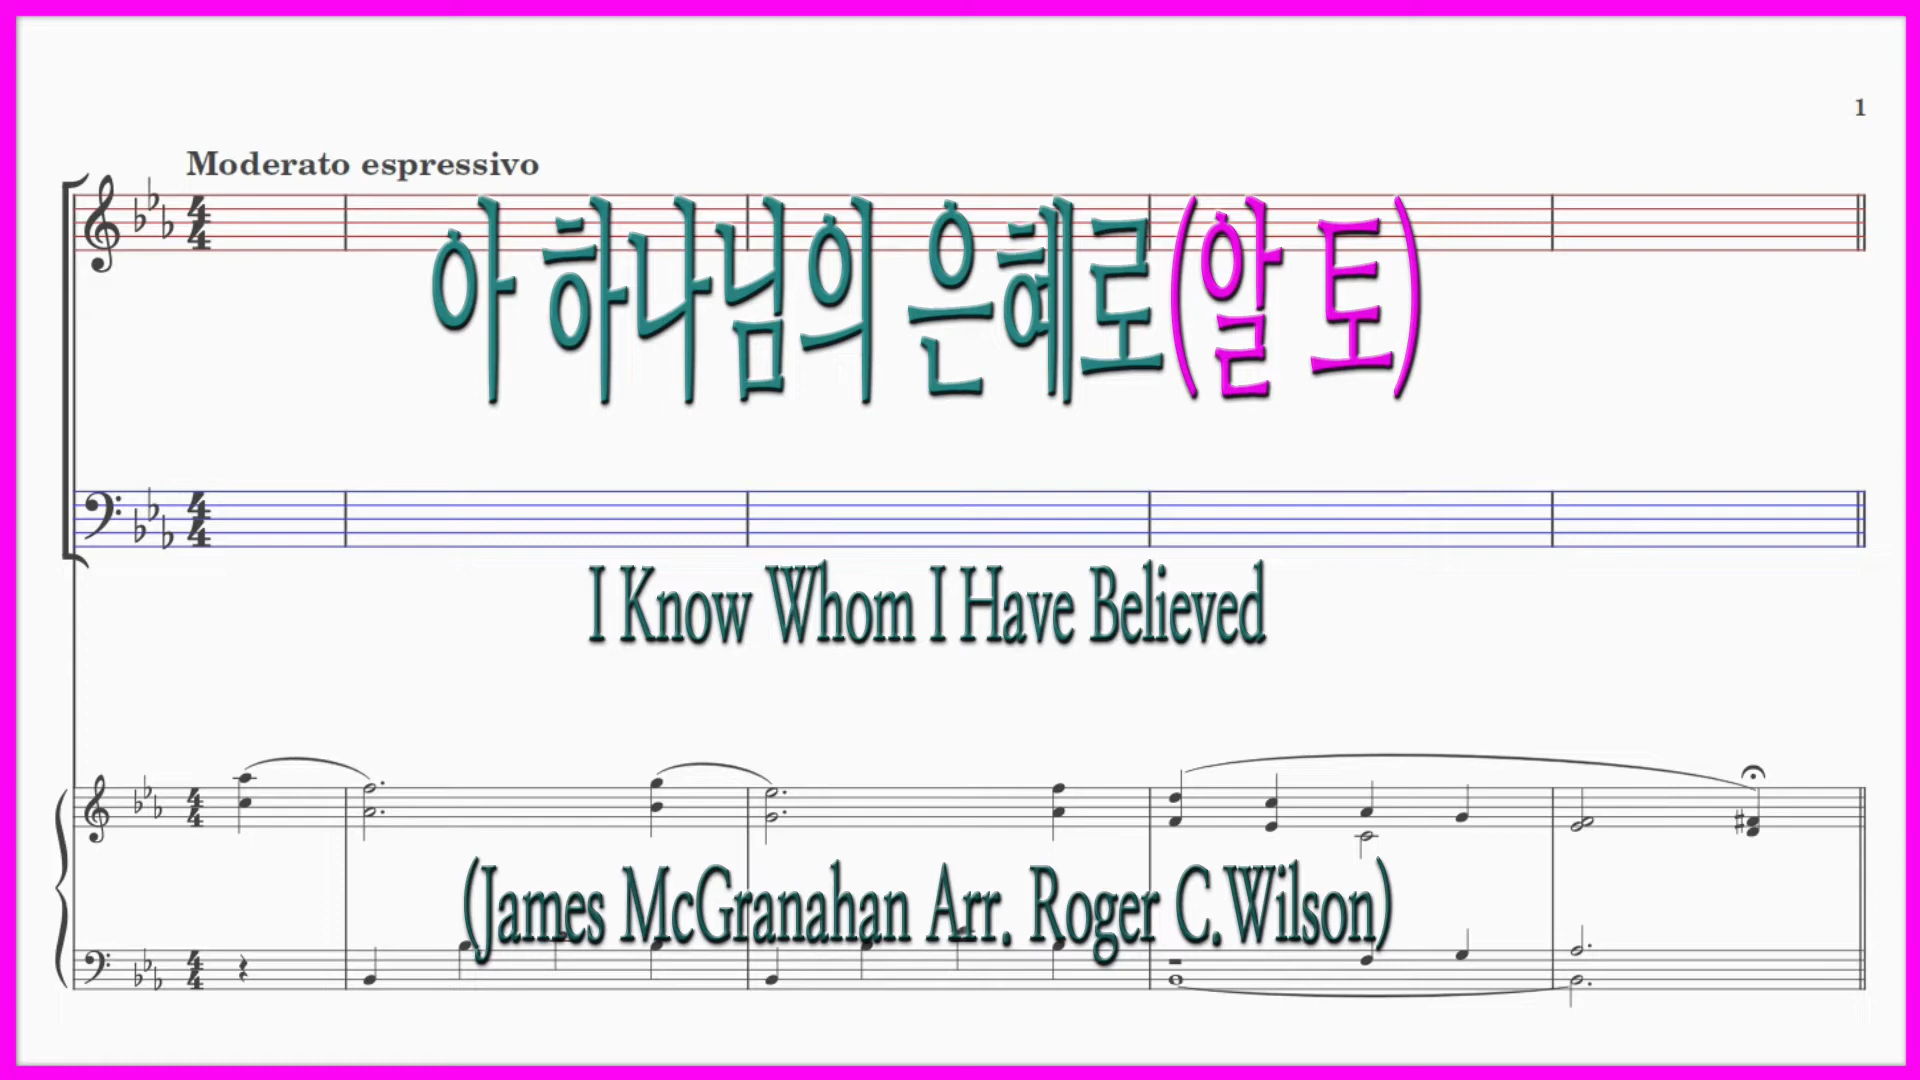 1
Moderato espressivo
아 하나님의 은혜로(알 토)
I Know Whom I Have Believed
(James McGranahan Arr. Roger C.Wilson)